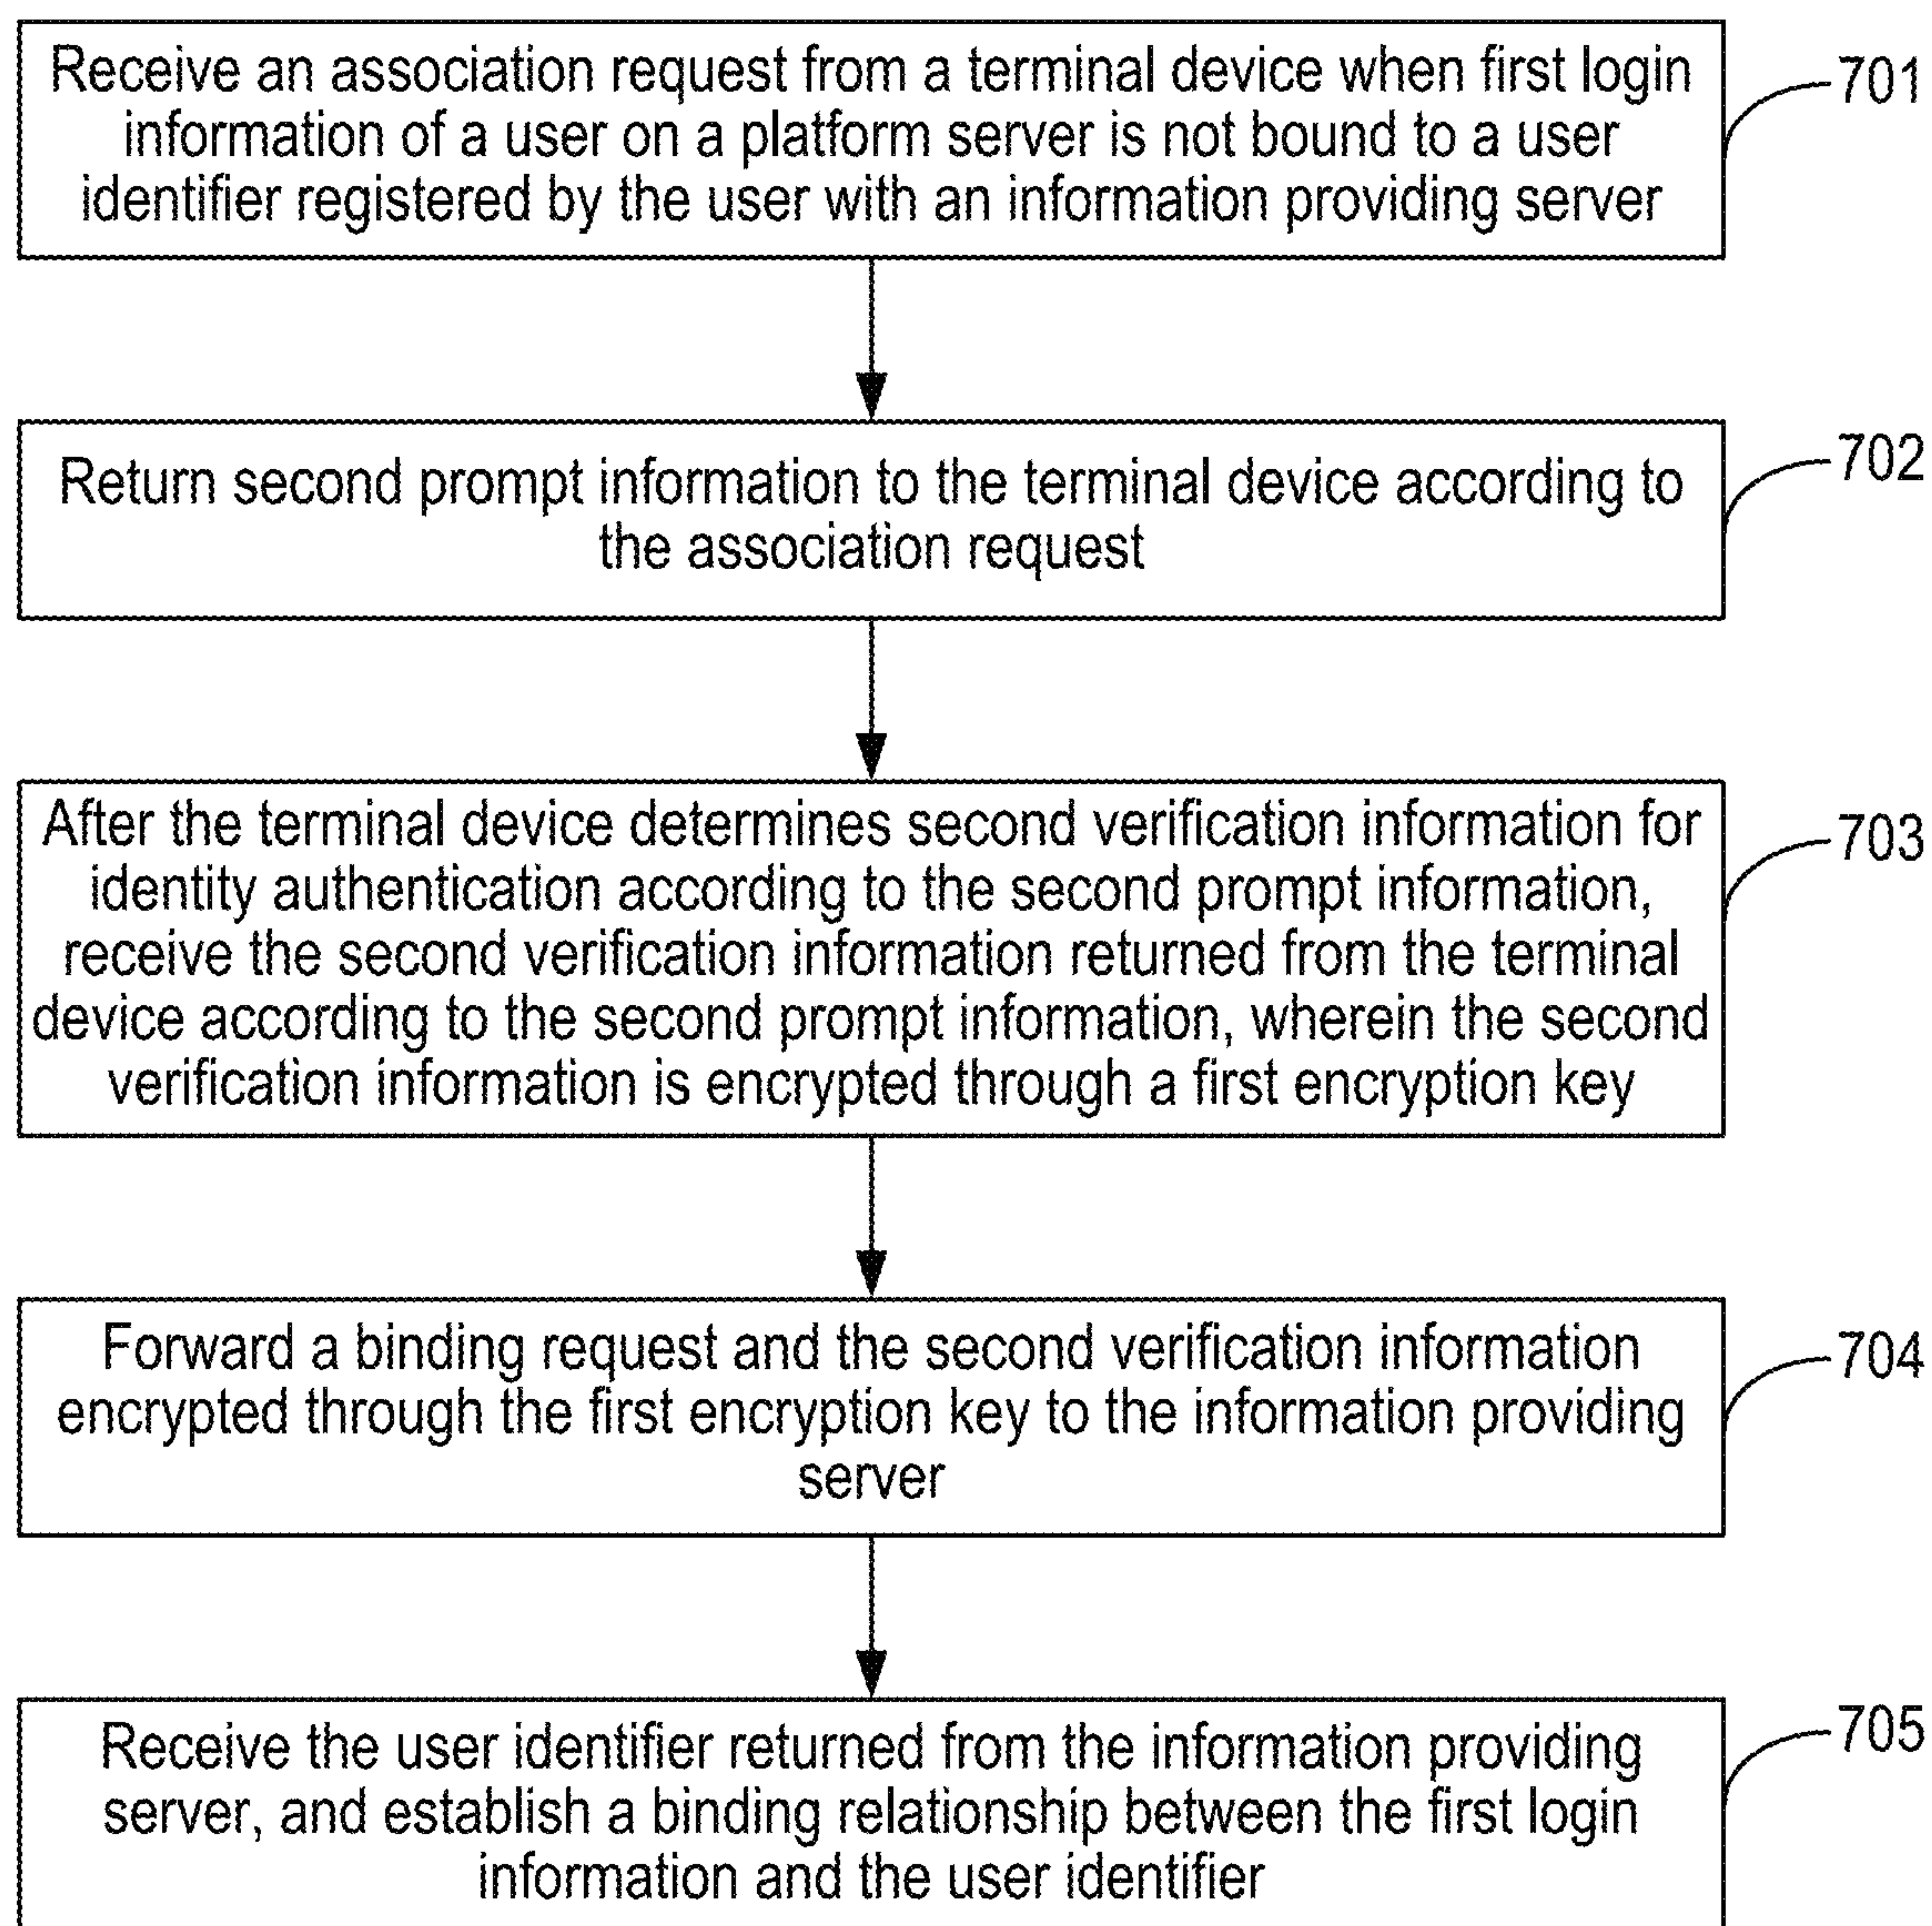 Receive an association request from a terminal device when first login
information of a user on a platform server is not bound to a user
identifier registered by the user with an information providing server
701
Return second prompt information to the terminal device according to
the association request
702
After the terminal device determines second verification information for
identity authentication according to the second prompt information,
receive the second verification information returned from the terminal
device according to the second prompt information, wherein the second
verification information is encrypted through a first encryption key
703
Forward a binding request and the second verification information
encrypted through the first encryption key to the information providing
server
704
Receive the user identifier returned from the information providing
server, and establish a binding relationship between the first login
information and the user identifier
705